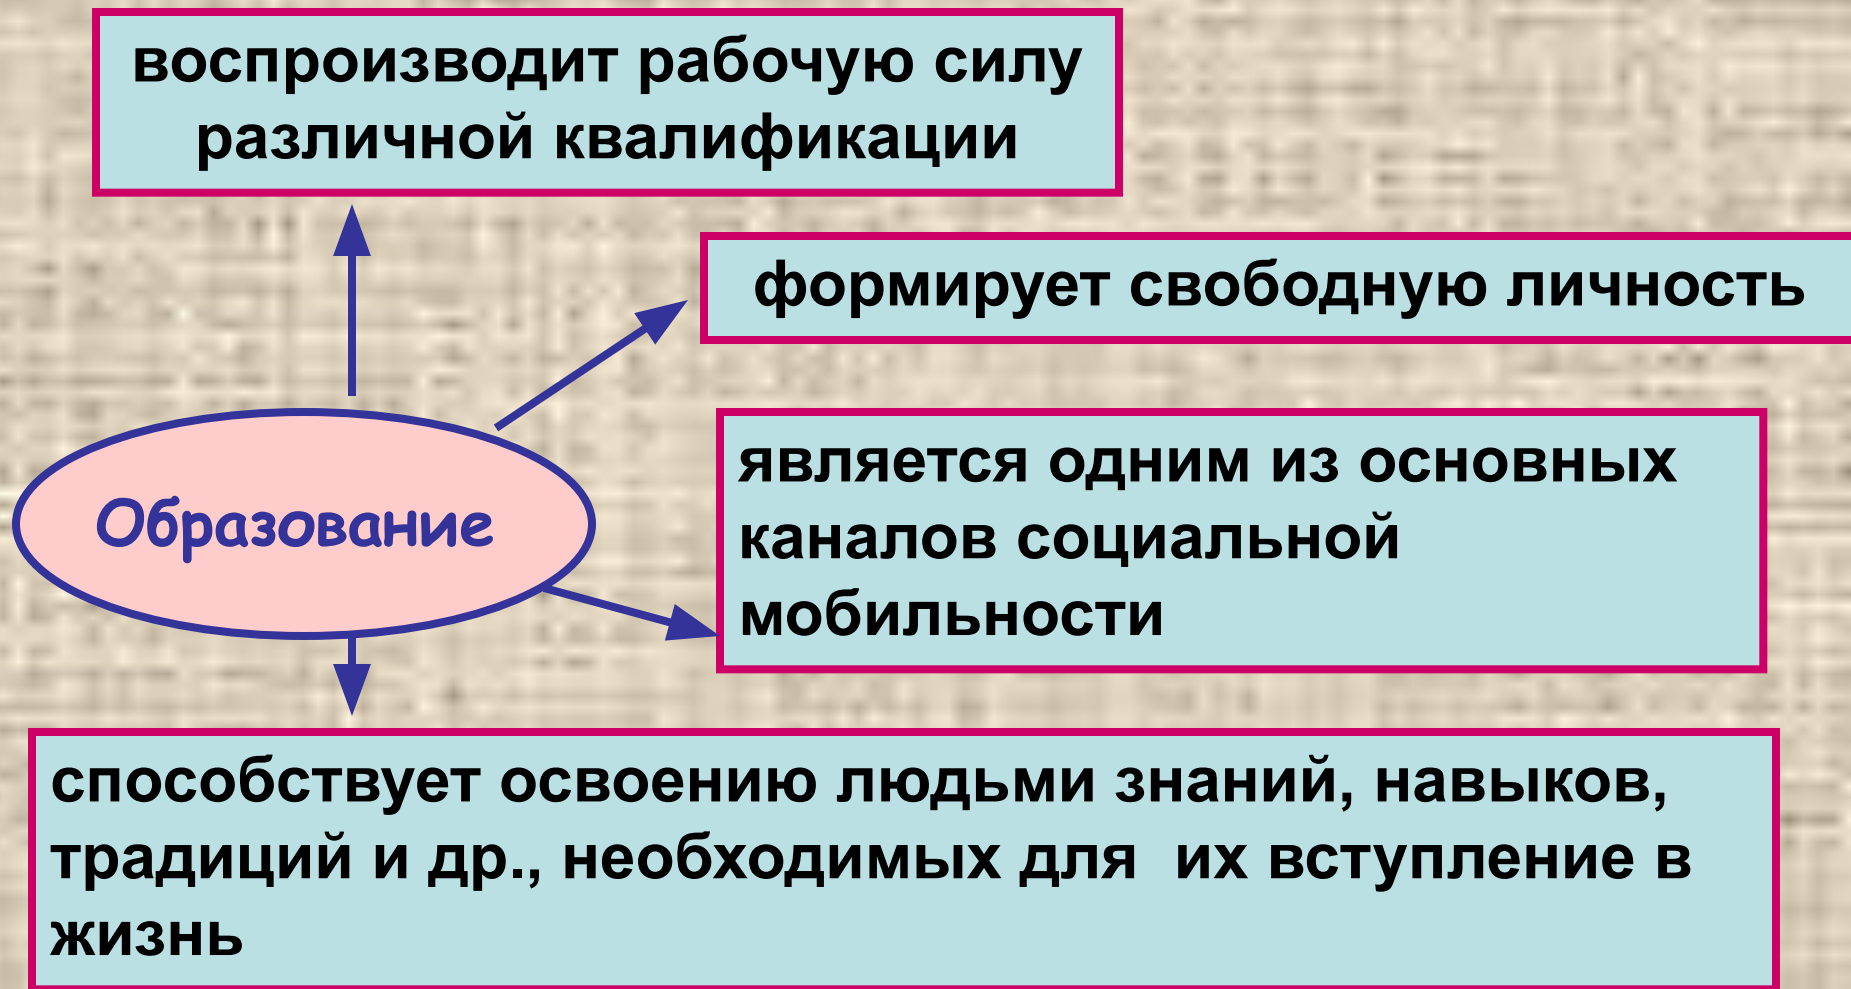 воспроизводит рабочую силу
различной квалификации
формирует свободную личность
Образование
является одним из основных
каналов социальной
мобильности
способствует освоению людьми знаний, навыков,
традиций и др., необходимых для  их вступление в
жизнь